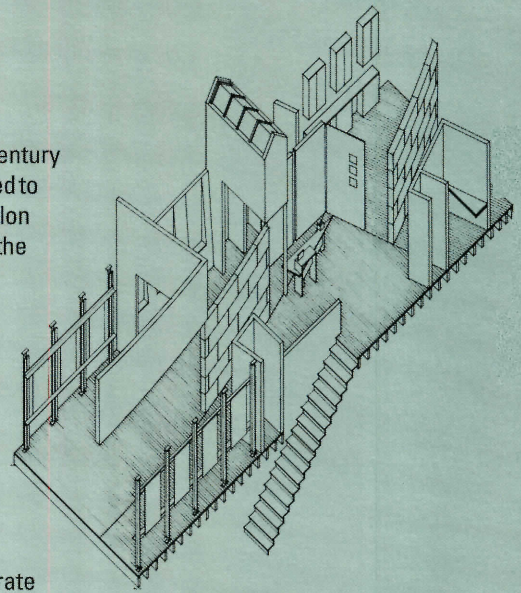 entury
ed to
lon
the
rate